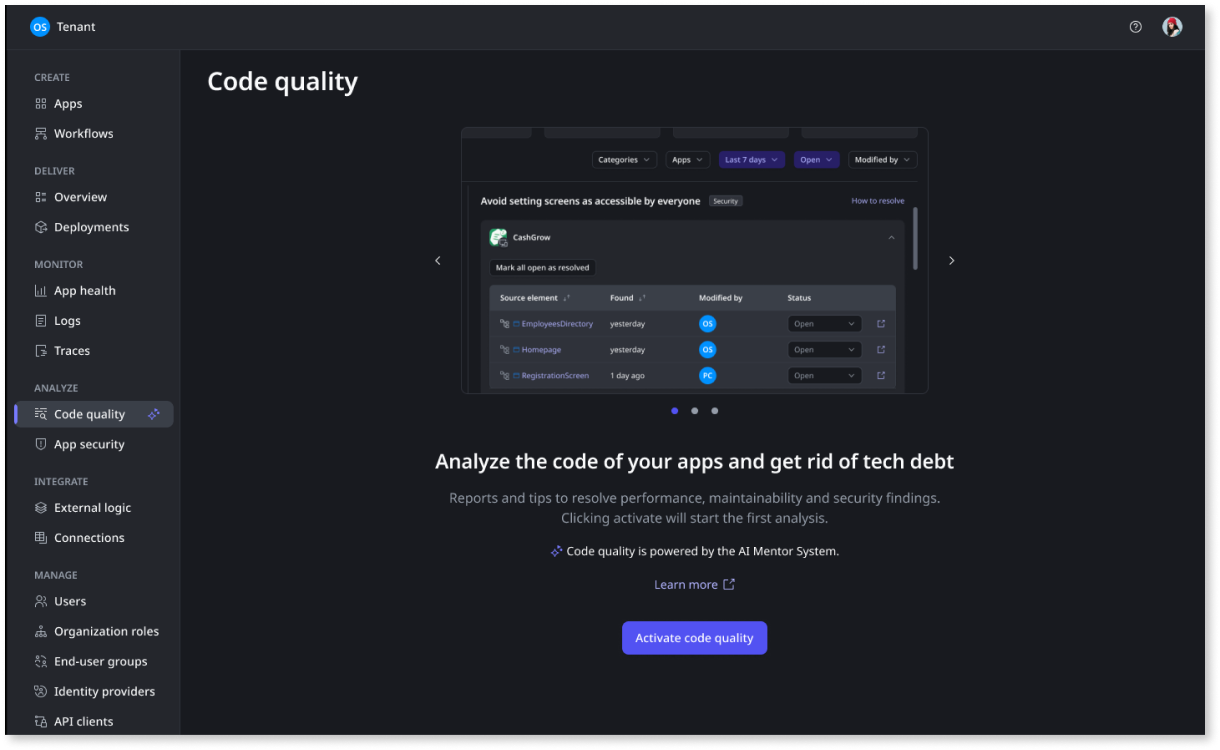 OS Tenant
CREATE
Apps
Workflows
DELIVER
Overview
Deployments
MONITOR
App health
Logs
Traces
ANALYZE
Code quality
App security
INTEGRATE
External logic
Connections
MANAGE
Users
Organization roles
End-user groups
Identity providers
API clients
Code quality
Categories Apps Last 7 days Open Modified by
Avoid setting screens as accessible by everyone Security How to resolve
CashGrow
Mark all open as resolved
Source element Found Modified by Status
EmployeesDirectory yesterday OS Open
Homepage yesterday OS Open
RegistrationScreen 1 day ago PC Open
Analyze the code of your apps and get rid of tech debt
Reports and tips to resolve performance, maintainability and security findings.
Clicking activate will start the first analysis.
Code quality is powered by the AI Mentor System.
Learn more
Activate code quality